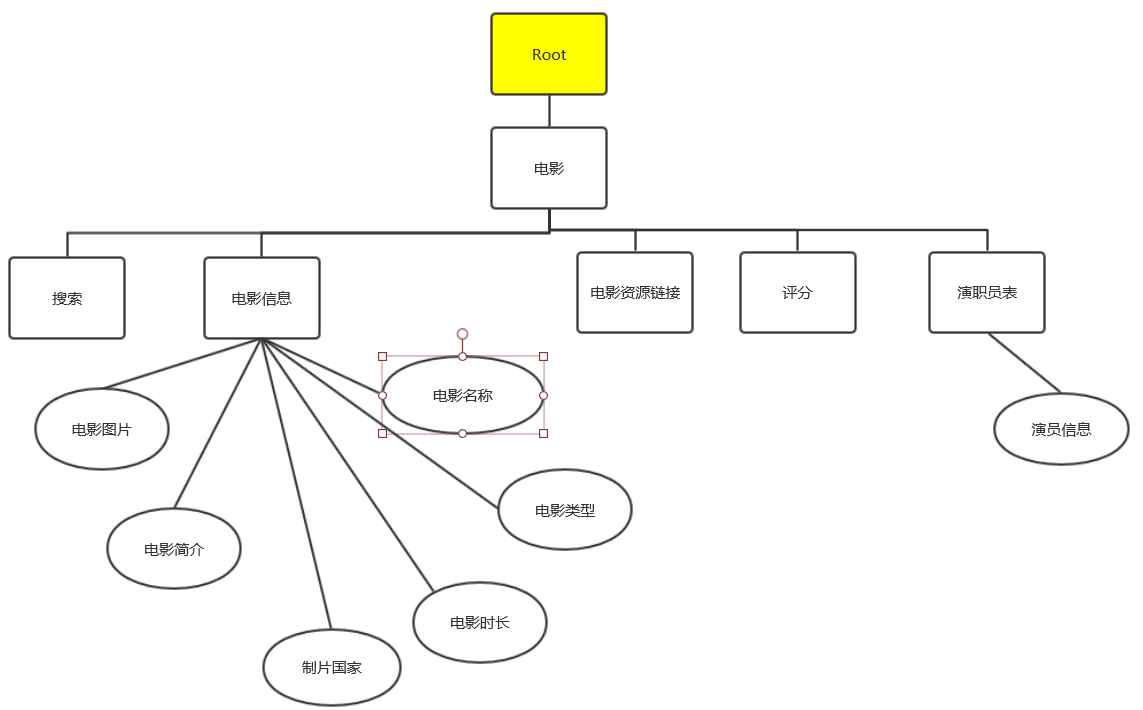 Root
电影
搜索
电影信息
电影资源链接
评分
演职员表
电影名称
电影图片
演员信息
电影类型
电影简介
电影时长
制片国家